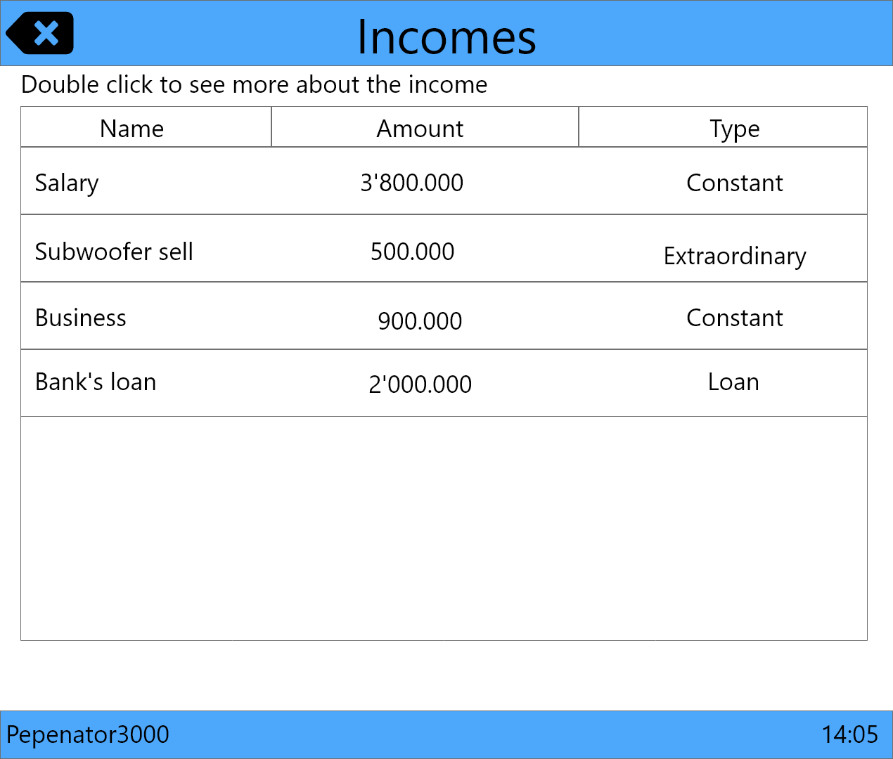 Incomes
Double click to see more about the income
Name Amount Type
Salary 3'800.000 Constant
Subwoofer sell 500.000 Extraordinary
Business 900.000 Constant
Bank's loan 2'000.000 Loan
Pepenator3000 14:05